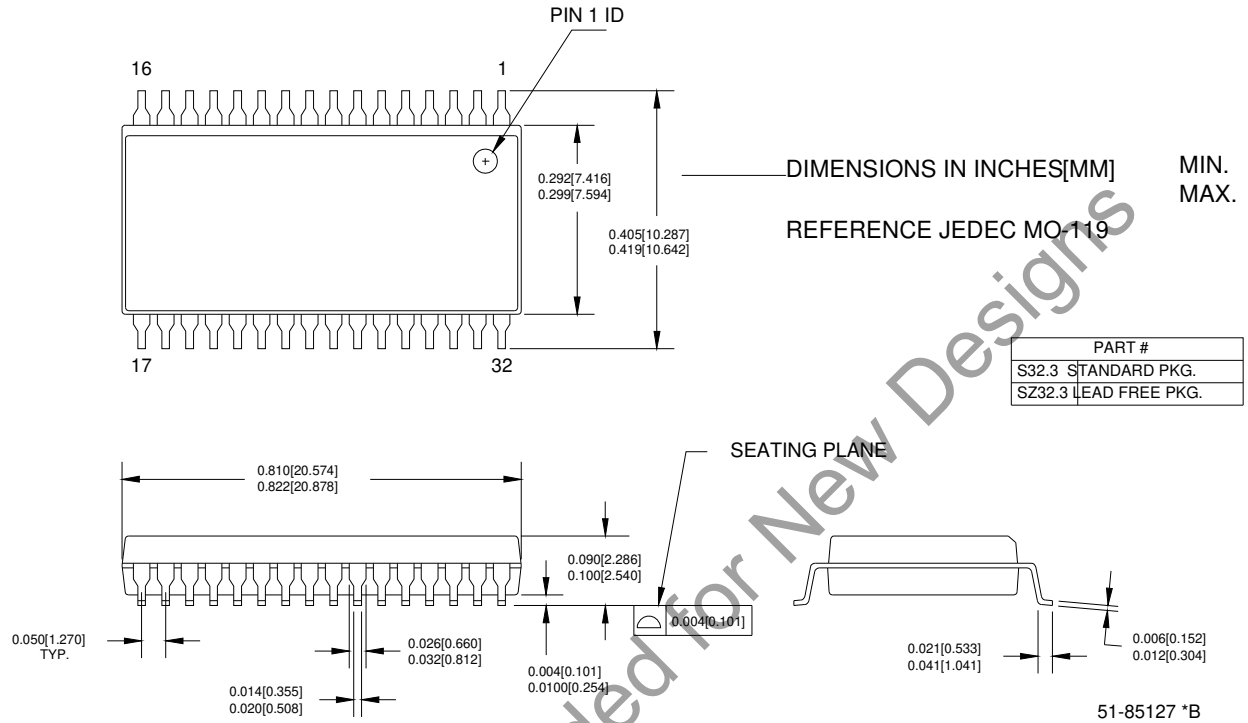 PIN 1 ID
16
1
0.292[7.416]
0.299[7.594]
0.405[10.287]
0.419[10.642]
DIMENSIONS IN INCHES[MM] MIN.
MAX.
REFERENCE JEDEC MO-119
17
32
PART #
S32.3 STANDARD PKG.
SZ32.3 LEAD FREE PKG.
SEATING PLANE
0.810[20.574]
0.822[20.878]
0.090[2.286]
0.100[2.540]
0.004[0.101]
0.050[1.270]
TYP.
0.026[0.660]
0.032[0.812]
0.014[0.355]
0.020[0.508]
0.004[0.101]
0.0100[0.254]
0.021[0.533]
0.041[1.041]
0.006[0.152]
0.012[0.304]
51-85127 *B
for New Designs